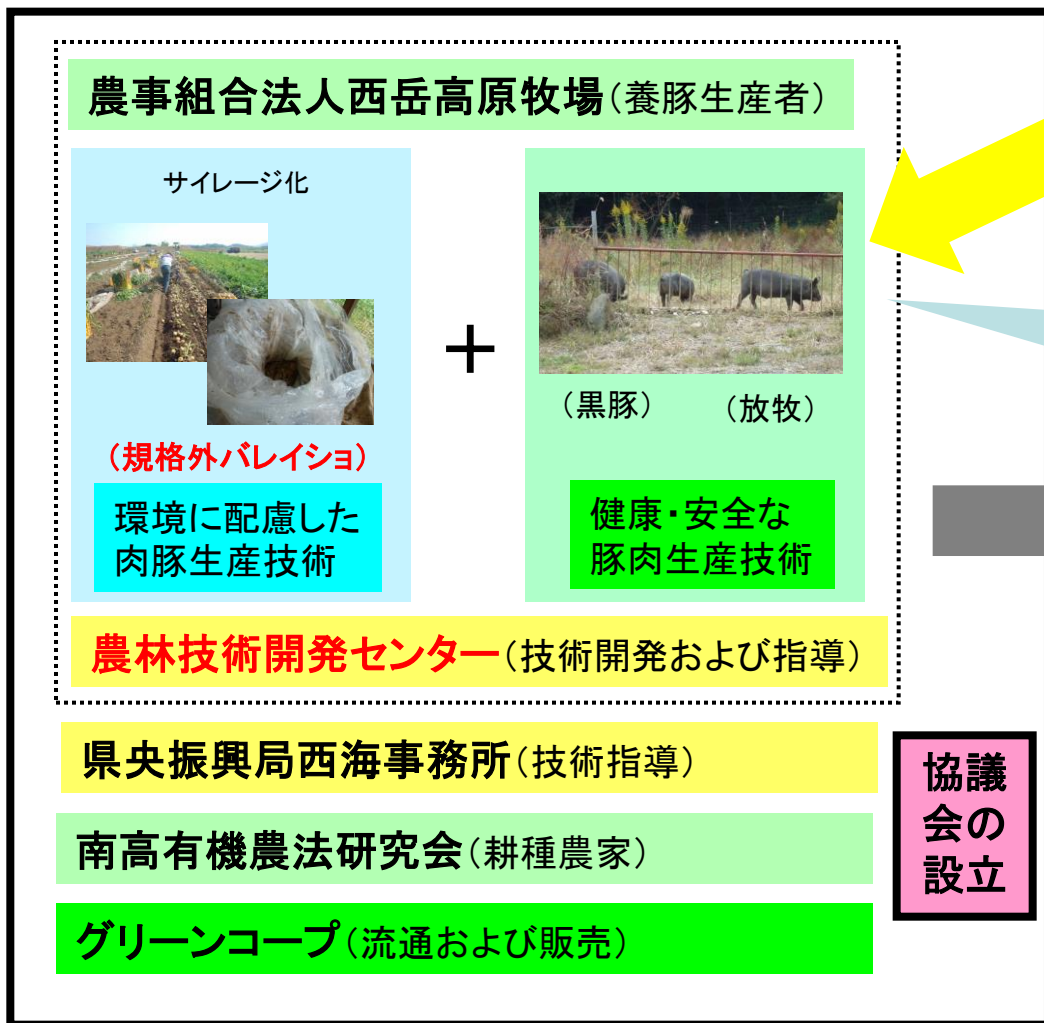 農事組合法人西岳高原牧場(養豚生産者)
サイレージ化
(規格外バレイショ)
環境に配慮した
肉豚生産技術
+
(黒豚) (放牧)
健康・安全な
豚肉生産技術
農林技術開発センター(技術開発および指導)
県央振興局西海事務所(技術指導)
南高有機農法研究会(耕種農家)
グリーンコープ(流通および販売)
協議
会の
設立